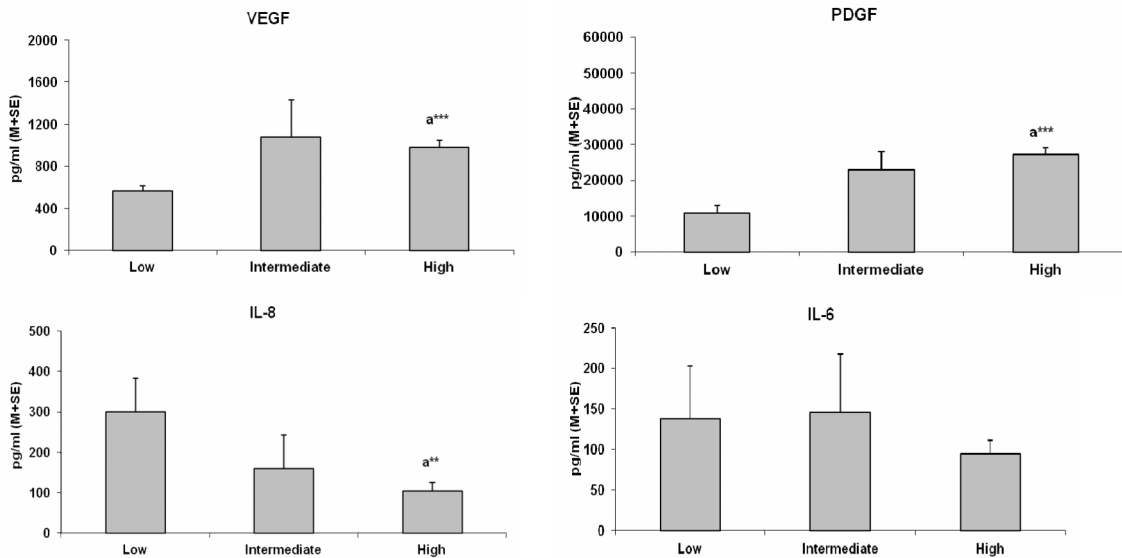 VEGF
pg/ml (M+SE)
2000
1600
1200
800
400
0
a***
Low Intermediate High
PDGF
pg/ml (M+SE)
60000
50000
40000
30000
20000
10000
0
a***
Low Intermediate High
IL-8
pg/ml (M+SE)
500
400
300
200
100
0
a**
Low Intermediate High
IL-6
pg/ml (M+SE)
250
200
150
100
50
0
Low Intermediate High